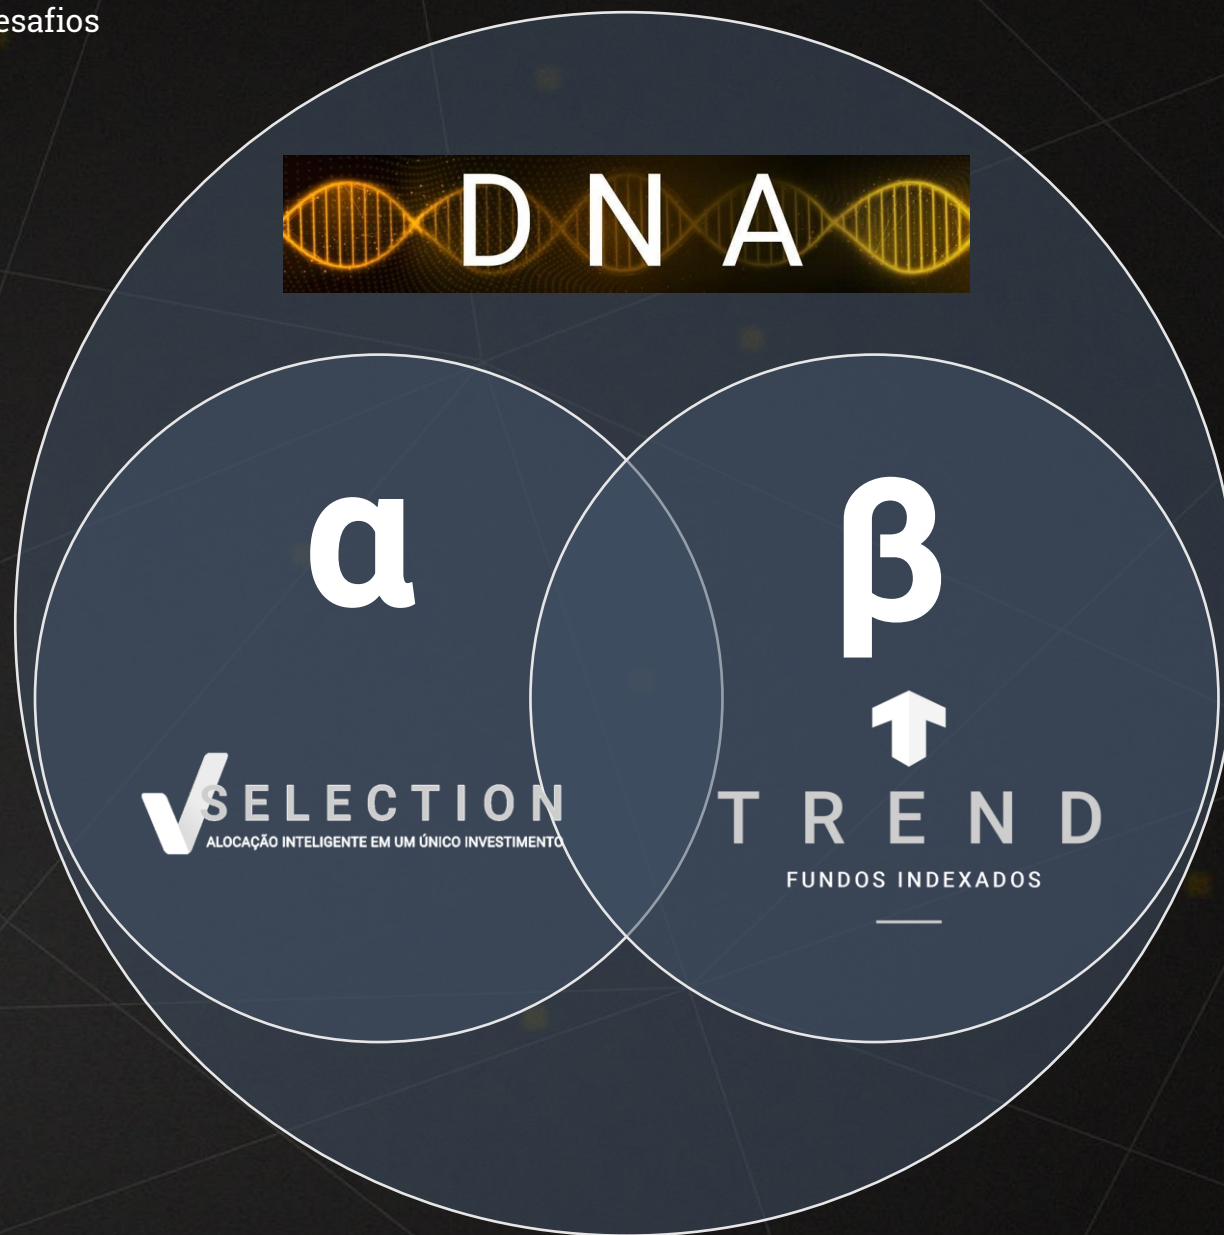 esafios
DNA
α
β
SELECTION
ALOCAÇÃO INTELIGENTE EM UM ÚNICO INVESTIMENTO
TREND
FUNDOS INDEXADOS